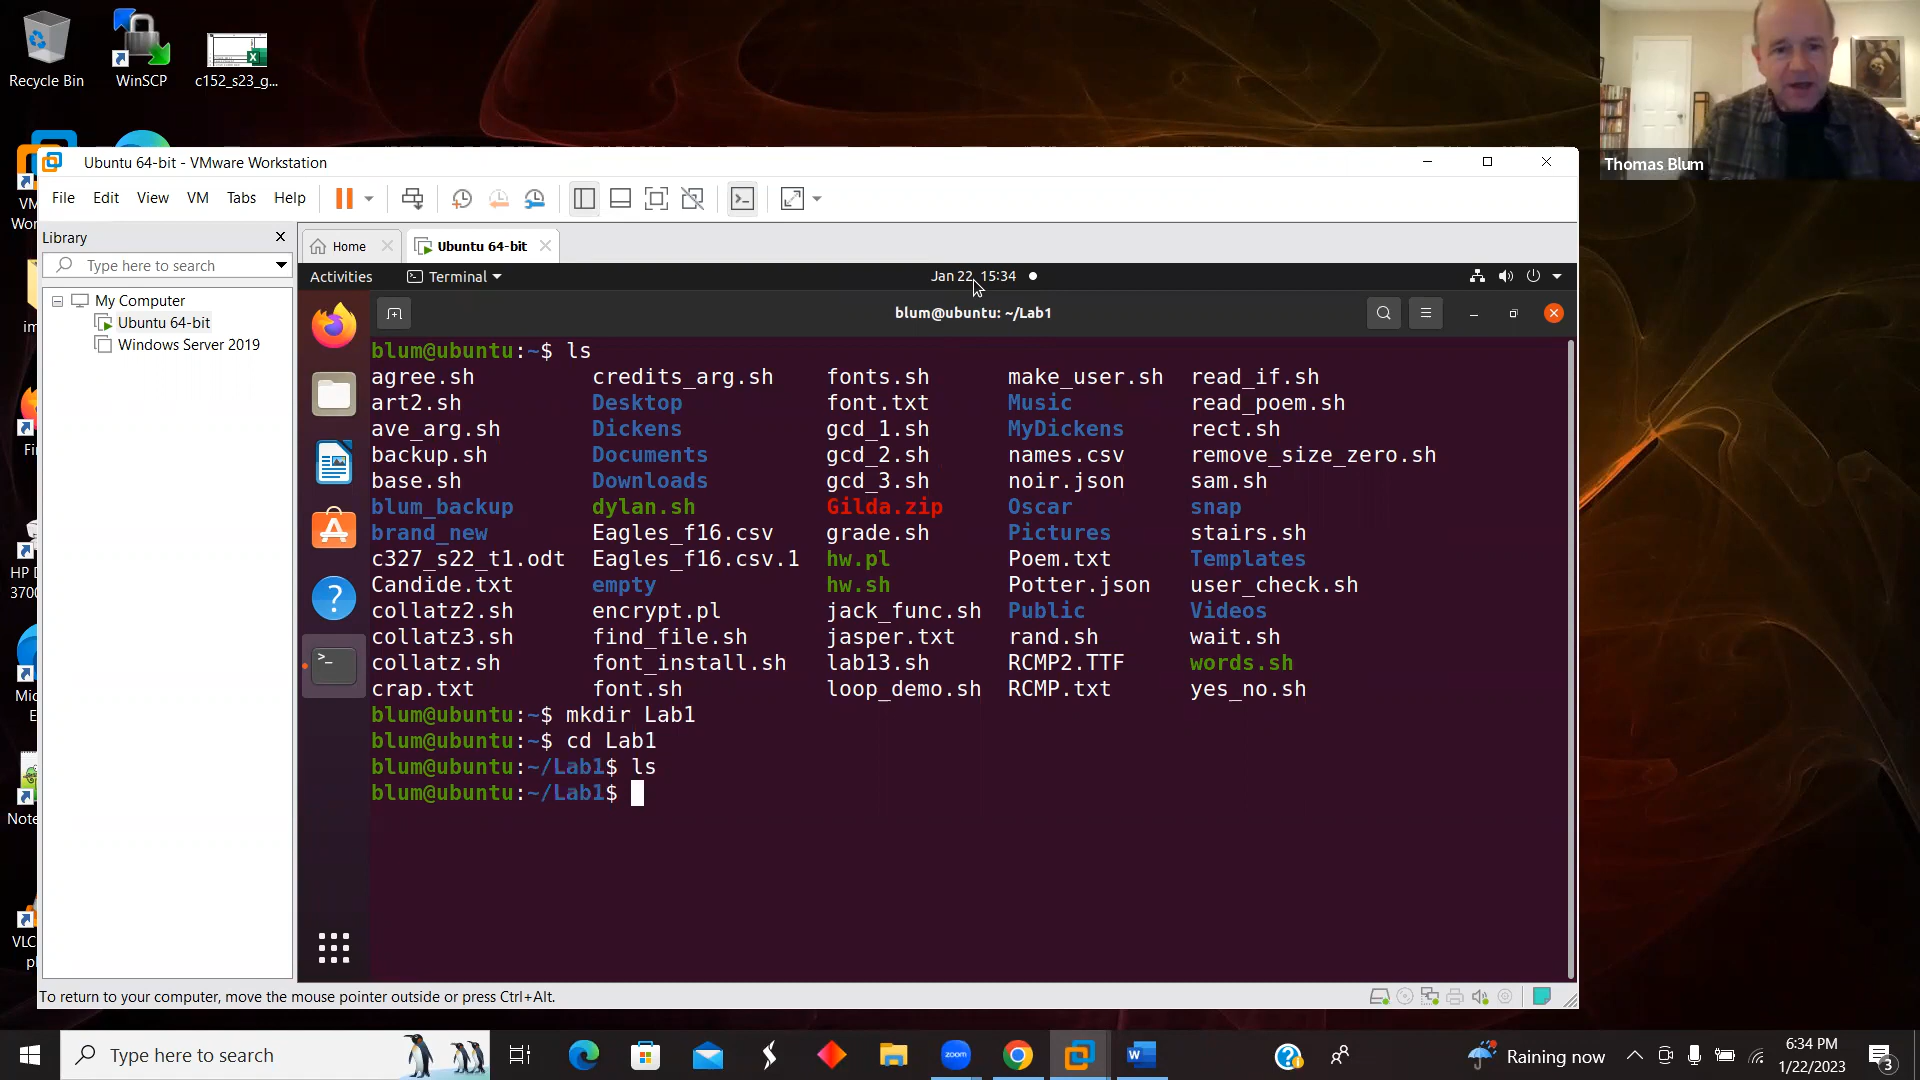 Recycle Bin
WinSCP
c152_s23_g...
Thomas Blum
Ubuntu 64-bit - VMware Workstation
File Edit View VM Tabs Help
Library
Type here to search
My Computer
Ubuntu 64-bit
Windows Server 2019
Home
Ubuntu 64-bit
Activities
Terminal
Jan 22 15:34
blum@ubuntu: ~/Lab1
blum@ubuntu:~$ ls
agree.sh credits_arg.sh fonts.sh make_user.sh read_if.sh
art2.sh Desktop font.txt Music read_poem.sh
ave_arg.sh Dickens gcd_1.sh MyDickens rect.sh
backup.sh Documents gcd_2.sh names.csv remove_size_zero.sh
base.sh Downloads gcd_3.sh noir.json sam.sh
blum_backup dylan.sh Gilda.zip Oscar snap
brand_new Eagles_f16.csv grade.sh Pictures stairs.sh
c327_s22_t1.odt Eagles_f16.csv.1 hw.pl Poem.txt Templates
Candide.txt empty hw.sh Potter.json user_check.sh
collatz2.sh encrypt.pl jack_func.sh Public Videos
collatz3.sh find_file.sh jasper.txt rand.sh wait.sh
collatz.sh font_install.sh lab13.sh RCMP2.TTF words.sh
crap.txt font.sh loop_demo.sh RCMP.txt yes_no.sh
blum@ubuntu:~$ mkdir Lab1
blum@ubuntu:~$ cd Lab1
blum@ubuntu:~/Lab1$ ls
blum@ubuntu:~/Lab1$
To return to your computer, move the mouse pointer outside or press Ctrl+Alt.
Type here to search
zoom
Raining now
6:34 PM
1/22/2023
3